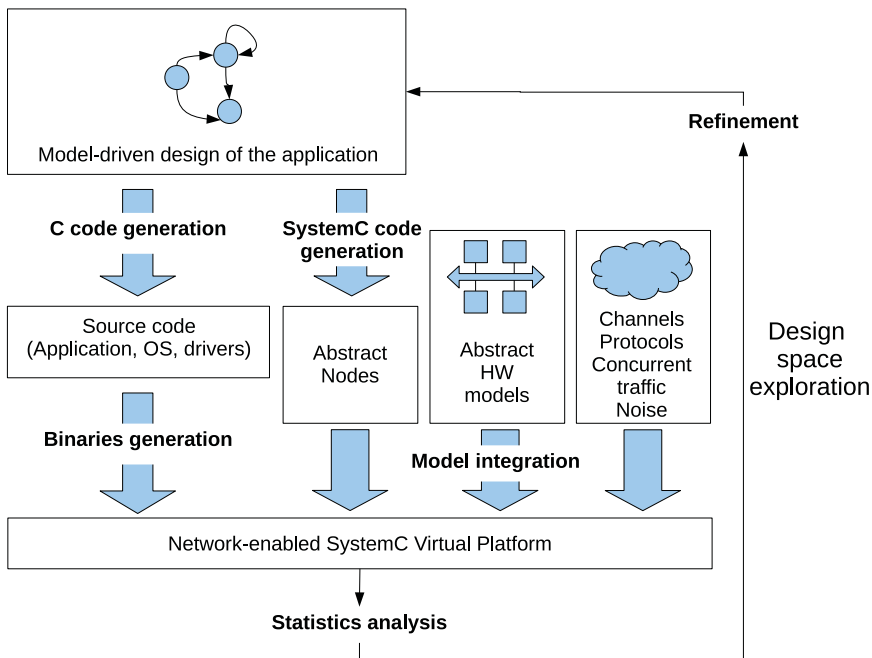 Model-driven design of the application
Refinement
C code generation
SystemC code
generation
Source code
(Application, OS, drivers)
Abstract
Nodes
Abstract
HW
models
Channels
Protocols
Concurrent
traffic
Noise
Design
space
exploration
Binaries generation
Model integration
Network-enabled SystemC Virtual Platform
Statistics analysis